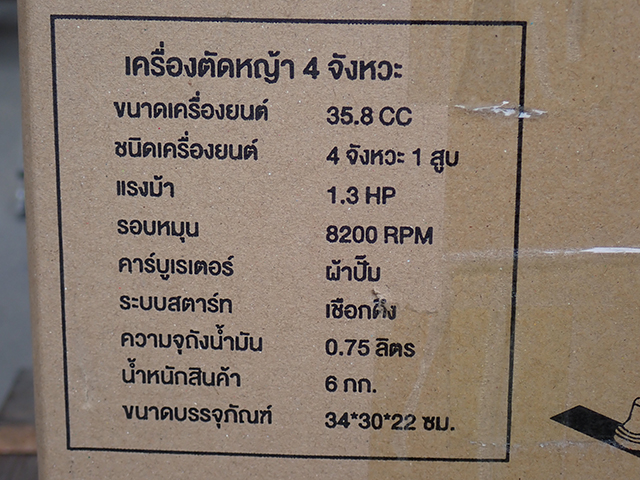 เครื่องตัดหญ้า 4 จังหวะ
ขนาดเครื่องยนต์ 35.8 CC
ชนิดเครื่องยนต์ 4 จังหวะ 1 สูบ
แรงม้า 1.3 HP
รอบหมุน 8200 RPM
คาร์บูเรเตอร์ ผ้าปั๊ม
ระบบสตาร์ท เชือกดึง
ความจุถังน้ำมัน 0.75 ลิตร
น้ำหนักสินค้า 6 กก.
ขนาดบรรจุภัณฑ์ 34*30*22 ซม.